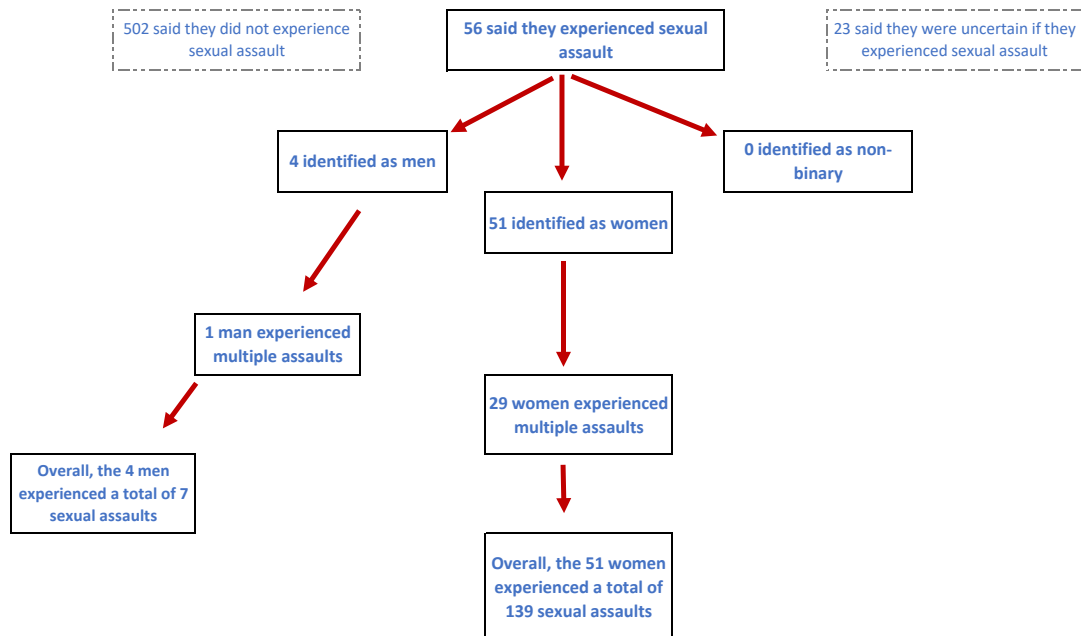 502 said they did not experience
sexual assault
56 said they experienced sexual
assault
23 said they were uncertain if they
experienced sexual assault
4 identified as men
0 identified as non-
binary
51 identified as women
1 man experienced
multiple assaults
29 women experienced
multiple assaults
Overall, the 4 men
experienced a total of 7
sexual assaults
Overall, the 51 women
experienced a total of
139 sexual assaults